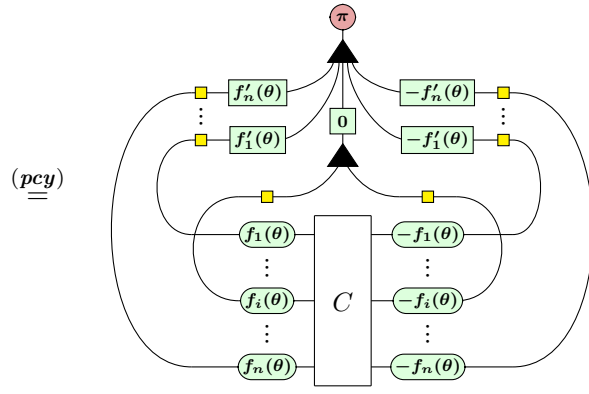 π
f′ₙ(θ) −f′ₙ(θ)
⋮ ⋮
0
f′₁(θ) −f′₁(θ)
(pcy)
=
f₁(θ) −f₁(θ)
⋮ ⋮
fᵢ(θ) C −fᵢ(θ)
⋮ ⋮
fₙ(θ) −fₙ(θ)